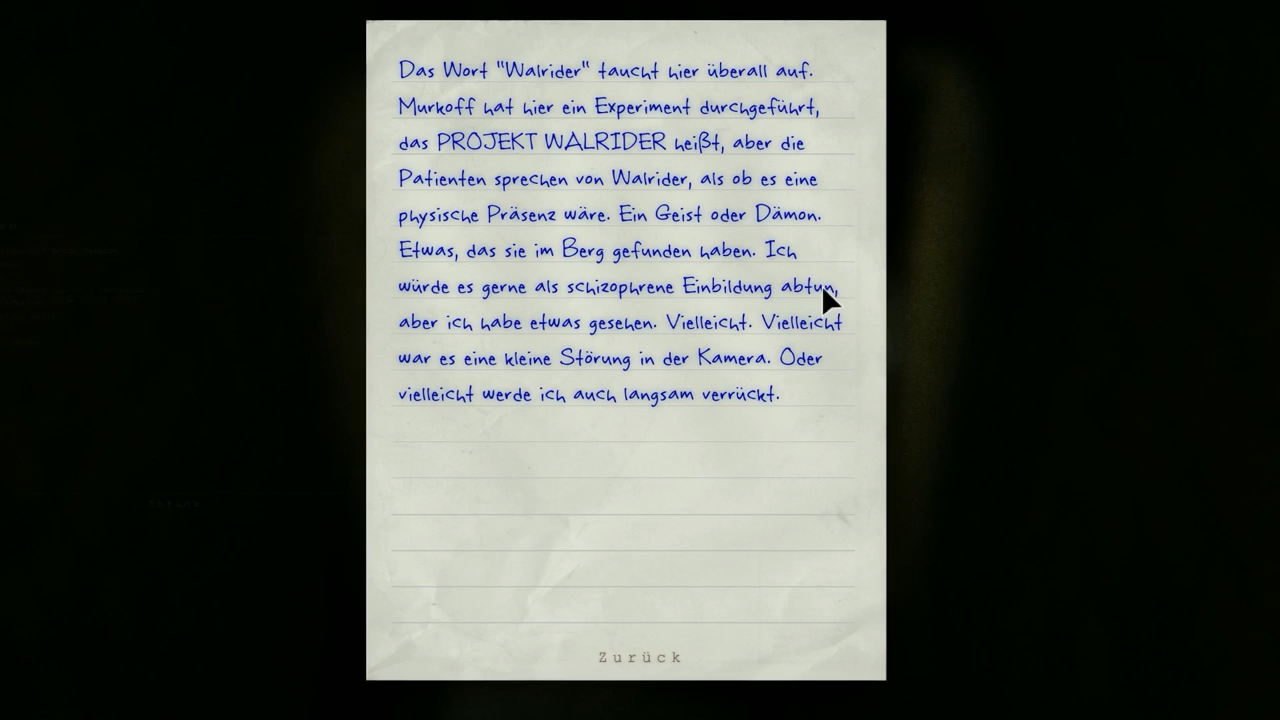 Das Wort "Walrider" taucht hier überall auf.
Murkoff hat hier ein Experiment durchgeführt,
das PROJEKT WALRIDER heißt, aber die
Patienten sprechen von Walrider, als ob es eine
physische Präsenz wäre. Ein Geist oder Dämon.
Etwas, das sie im Berg gefunden haben. Ich
würde es gerne als schizophrene Einbildung abtun,
aber ich habe etwas gesehen. Vielleicht. Vielleicht
war es eine kleine Störung in der Kamera. Oder
vielleicht werde ich auch langsam verrückt.
Zurück